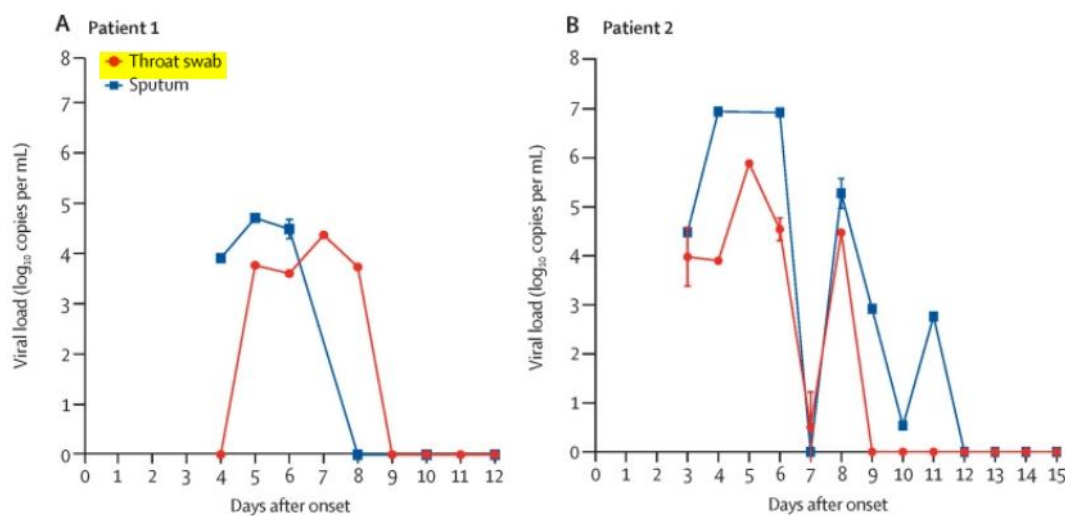 A Patient 1
Throat swab
Sputum
8
7
6
5
4
3
2
1
0
Viral load (log₁₀ copies per mL)
0 1 2 3 4 5 6 7 8 9 10 11 12
Days after onset
B Patient 2
8
7
6
5
4
3
2
1
0
Viral load (log₁₀ copies per mL)
0 1 2 3 4 5 6 7 8 9 10 11 12 13 14 15
Days after onset